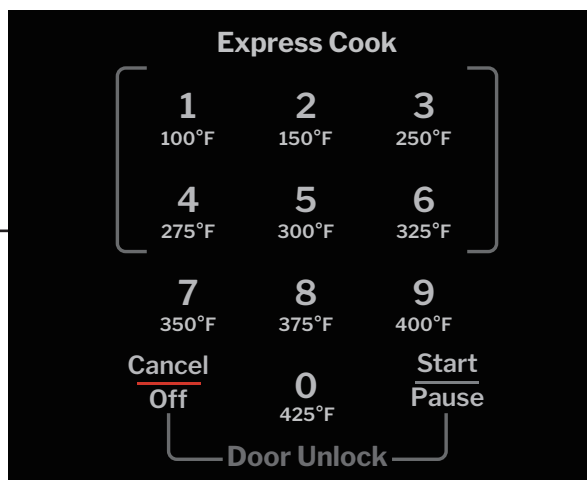 Express Cook
1 2 3
100°F 150°F 250°F
4 5 6
275°F 300°F 325°F
7 8 9
350°F 375°F 400°F
Cancel Start
Off 0 Pause
425°F
Door Unlock